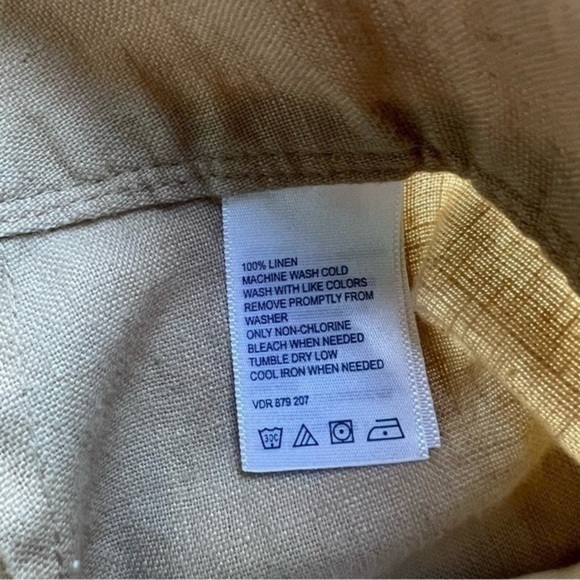 100% LINEN
MACHINE WASH COLD
WASH WITH LIKE COLORS
REMOVE PROMPTLY FROM
WASHER
ONLY NON-CHLORINE
BLEACH WHEN NEEDED
TUMBLE DRY LOW
COOL IRON WHEN NEEDED
VDR 879 207
30C